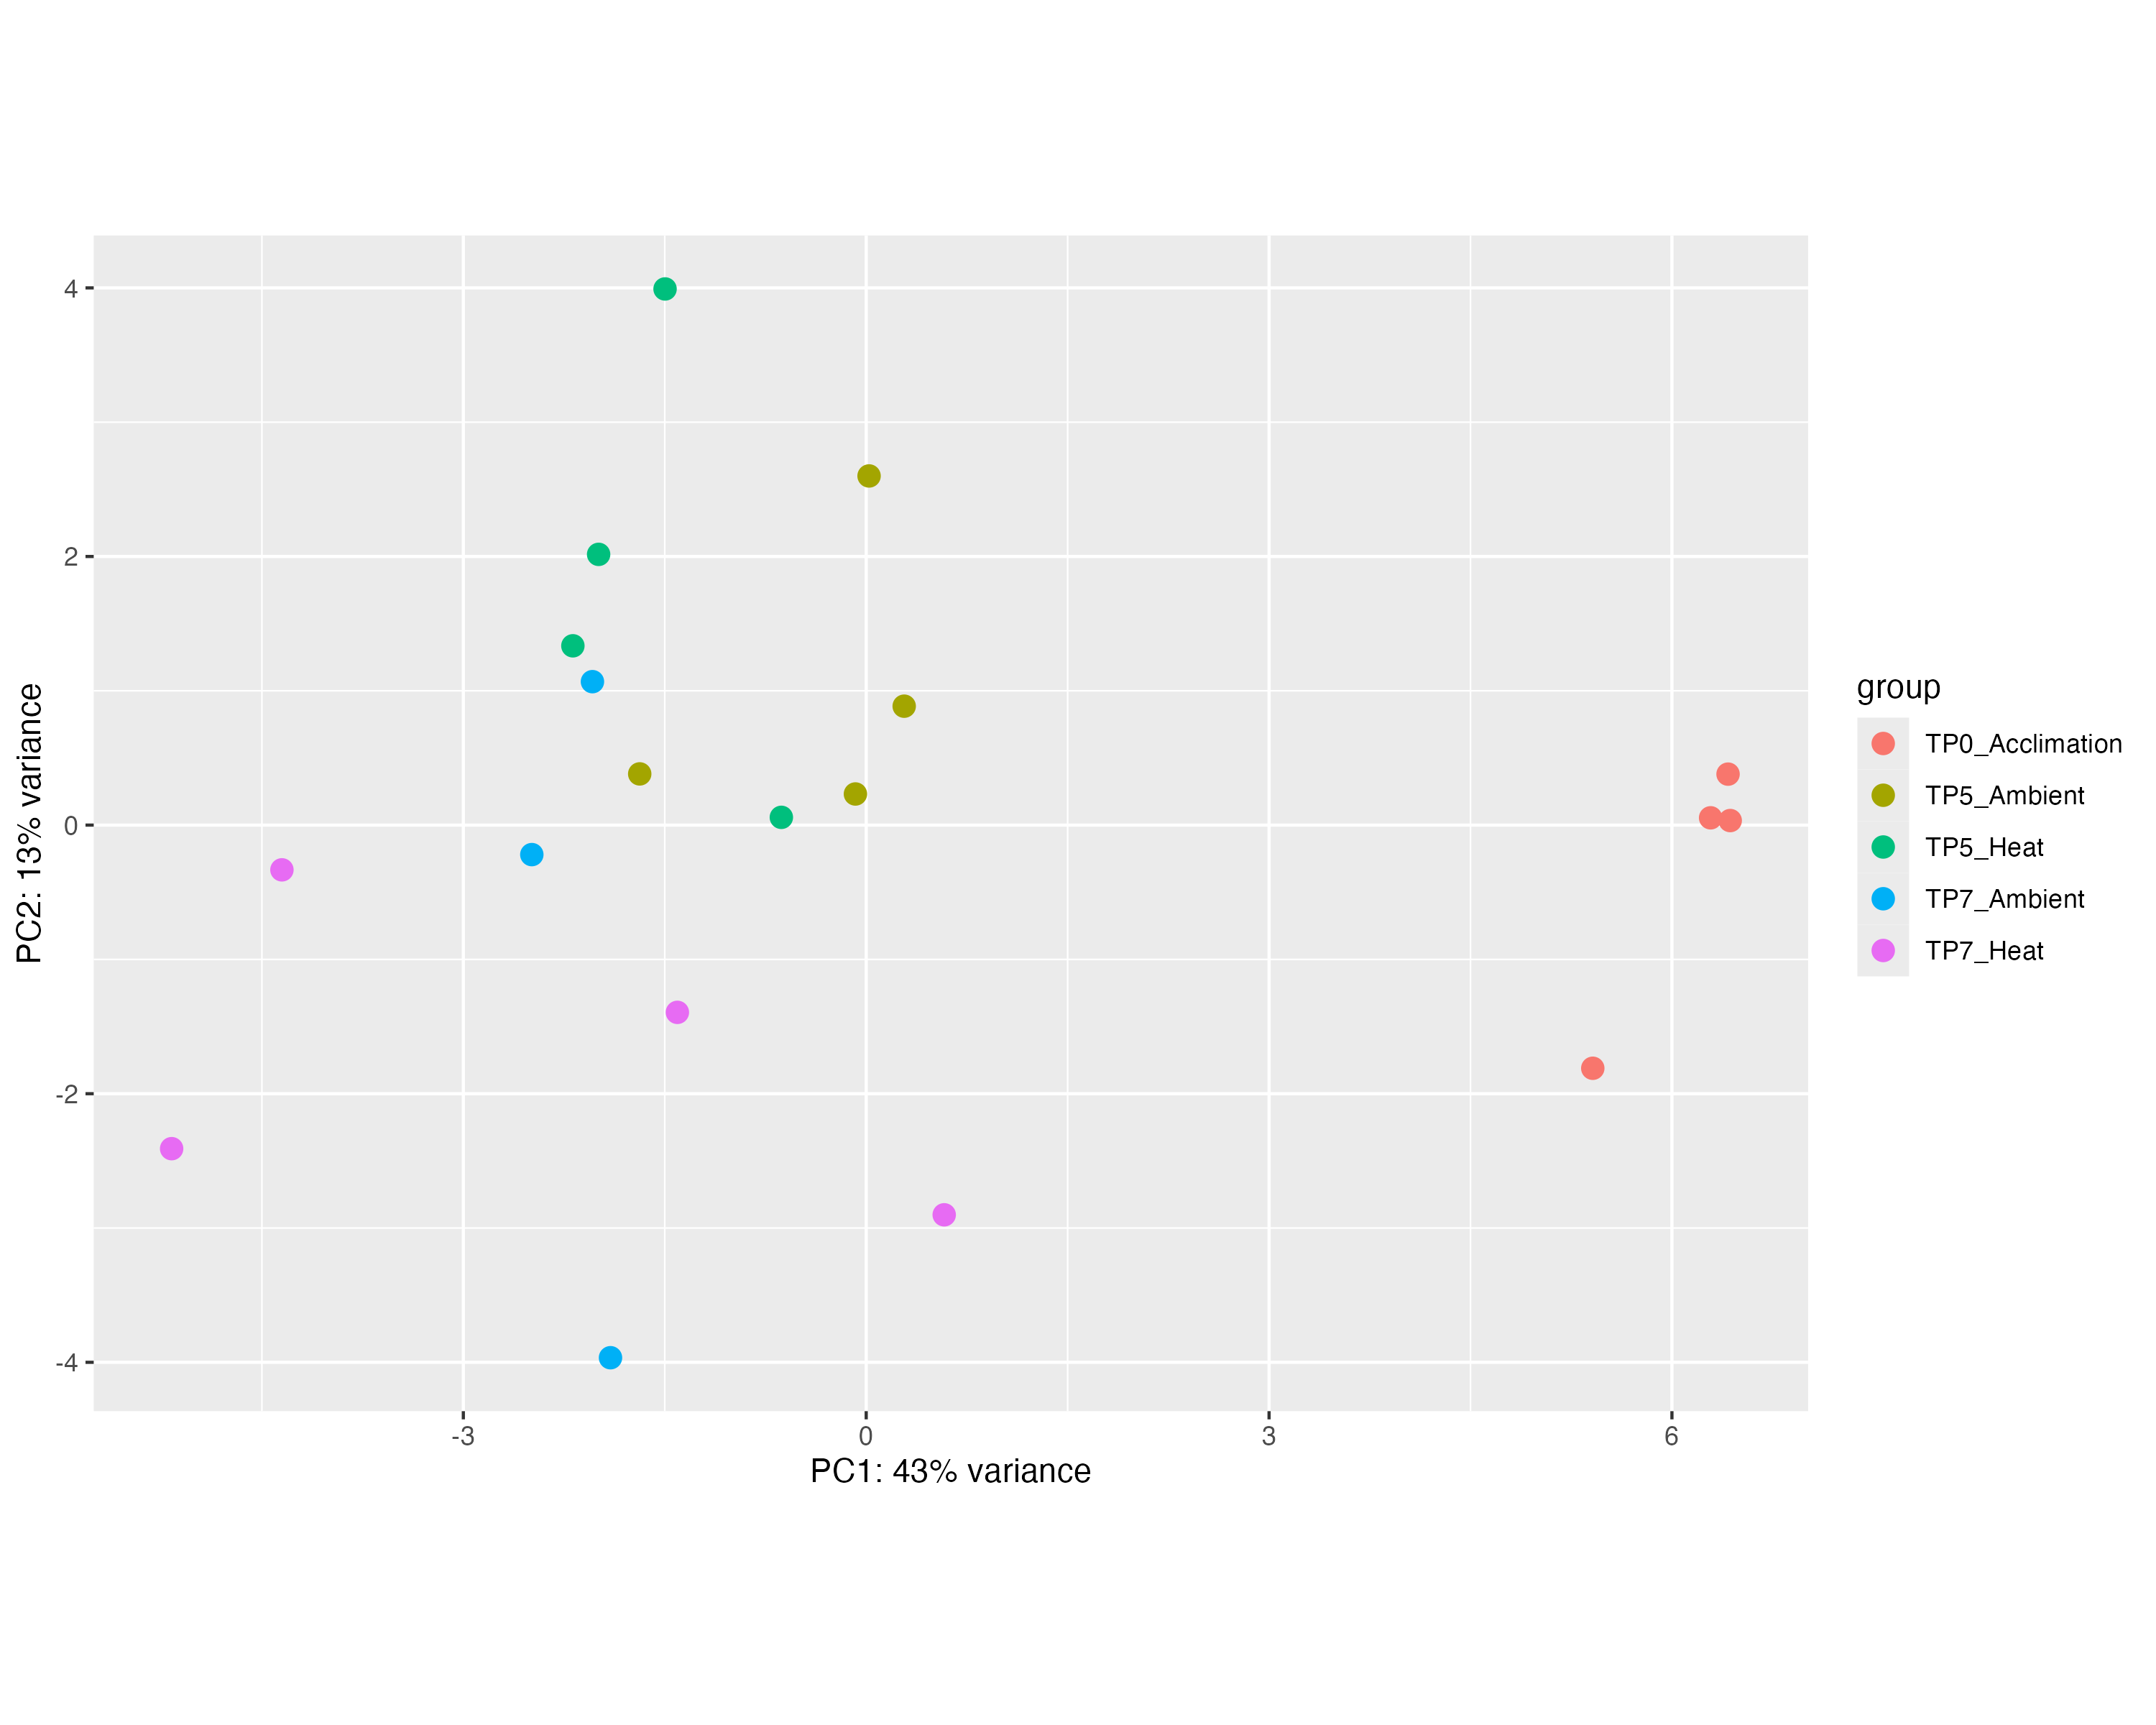 4
2
0
-2
-4
PC2: 13% variance
-3
0
3
6
PC1: 43% variance
group
TP0_Acclimation
TP5_Ambient
TP5_Heat
TP7_Ambient
TP7_Heat